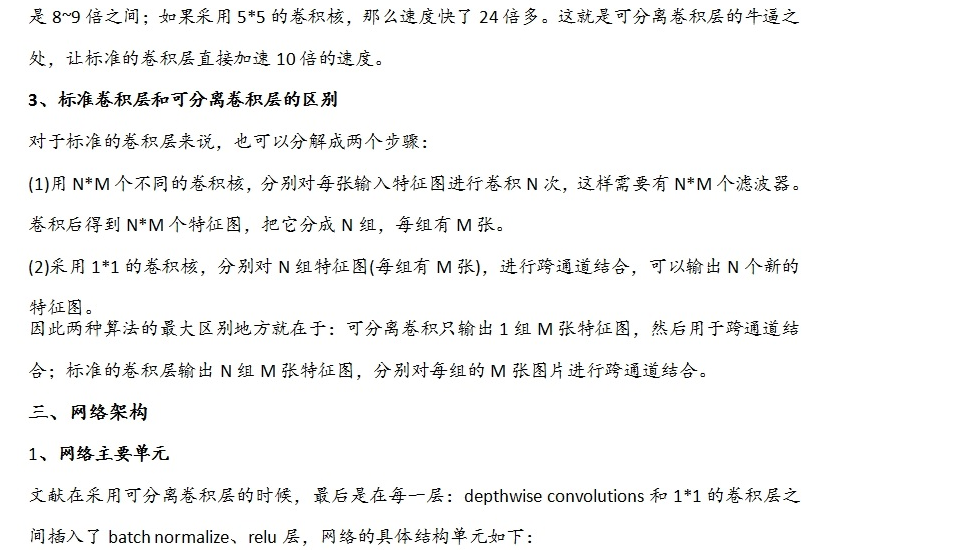 是 8~9 倍之间；如果采用 5*5 的卷积核，那么速度快了 24 倍多。这就是可分离卷积层的牛逼之
处，让标准的卷积层直接加速 10 倍的速度。
3、标准卷积层和可分离卷积层的区别
对于标准的卷积层来说，也可以分解成两个步骤：
(1)用 N*M 个不同的卷积核，分别对每张输入特征图进行卷积 N 次，这样需要有 N*M 个滤波器。
卷积后得到 N*M 个特征图，把它分成 N 组，每组有 M 张。
(2)采用 1*1 的卷积核，分别对 N 组特征图(每组有 M 张)，进行跨通道结合，可以输出 N 个新的
特征图。
因此两种算法的最大区别地方就在于：可分离卷积只输出 1 组 M 张特征图，然后用于跨通道结
合；标准的卷积层输出 N 组 M 张特征图，分别对每组的 M 张图片进行跨通道结合。
三、网络架构
1、网络主要单元
文献在采用可分离卷积层的时候，最后是在每一层：depthwise convolutions 和 1*1 的卷积层之
间插入了 batch normalize、relu 层，网络的具体结构单元如下：